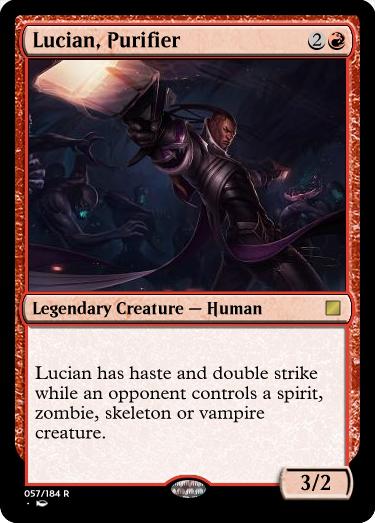 Lucian, Purifier 2
Legendary Creature — Human
Lucian has haste and double strike
while an opponent controls a spirit,
zombie, skeleton or vampire
creature.
057/184 R
3/2